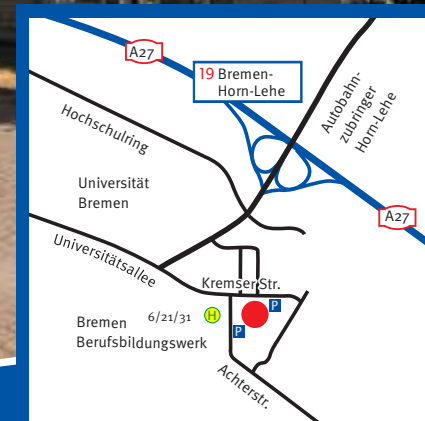 A27
19 Bremen-
Horn-Lehe
Autobahn-
zubringer
Horn-Lehe
Hochschulring
Universität
Bremen
A27
Universitätsallee
Kremser Str.
P
6/21/31 H
P
Bremen
Berufsbildungswerk
Achterstr.